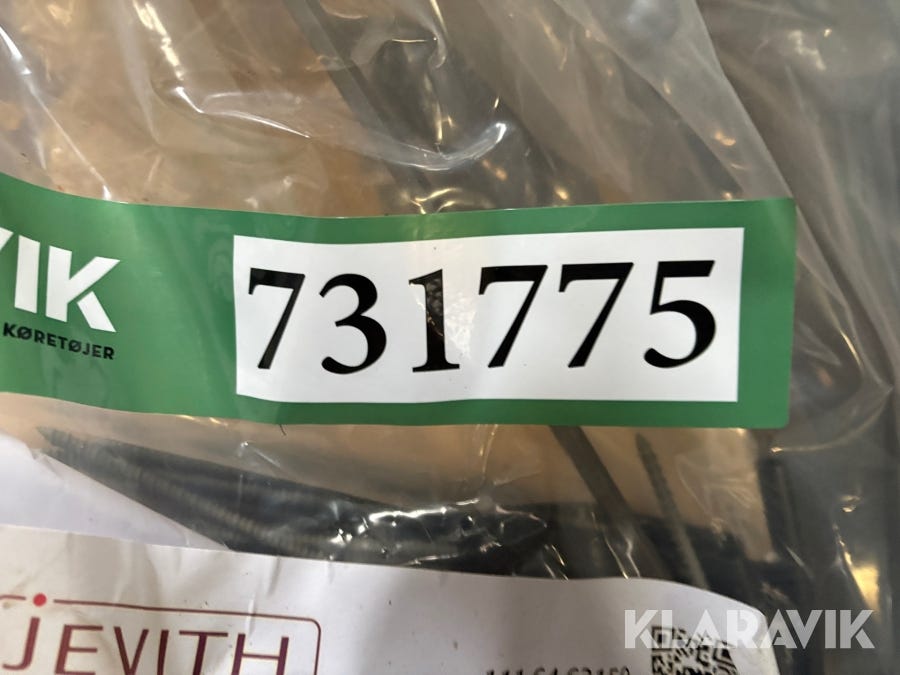 VIK
KØRETØJER
731775
JEVITH
KLARAVIK